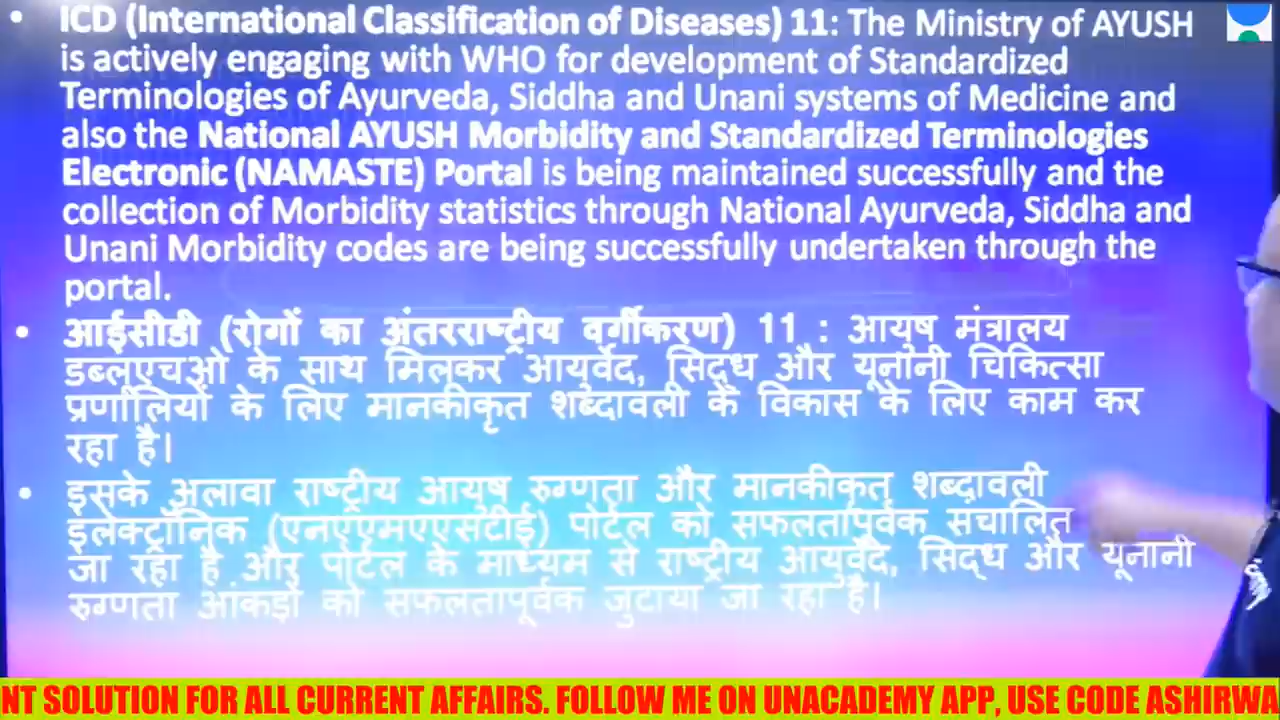 • ICD (International Classification of Diseases) 11: The Ministry of AYUSH
is actively engaging with WHO for development of Standardized
Terminologies of Ayurveda, Siddha and Unani systems of Medicine and
also the National AYUSH Morbidity and Standardized Terminologies
Electronic (NAMASTE) Portal is being maintained successfully and the
collection of Morbidity statistics through National Ayurveda, Siddha and
Unani Morbidity codes are being successfully undertaken through the
portal.
• आईसीडी (रोगों का अंतरराष्ट्रीय वर्गीकरण) 11 : आयुष मंत्रालय
डब्लूएचओ के साथ मिलकर आयुर्वेद, सिद्ध और यूनानी चिकित्सा
प्रणालियों के लिए मानकीकृत शब्दावली के विकास के लिए काम कर
रहा है।
• इसके अलावा राष्ट्रीय आयुष रुग्णता और मानकीकृत शब्दावली
इलेक्ट्रॉनिक (एनएएमएएसटीई) पोर्टल को सफलतापूर्वक संचालित
जा रहा है और पोर्टल के माध्यम से राष्ट्रीय आयुर्वेद, सिद्ध और यूनानी
रुग्णता आंकड़ों को सफलतापूर्वक जुटाया जा रहा है।
NT SOLUTION FOR ALL CURRENT AFFAIRS. FOLLOW ME ON UNACADEMY APP, USE CODE ASHIRWA